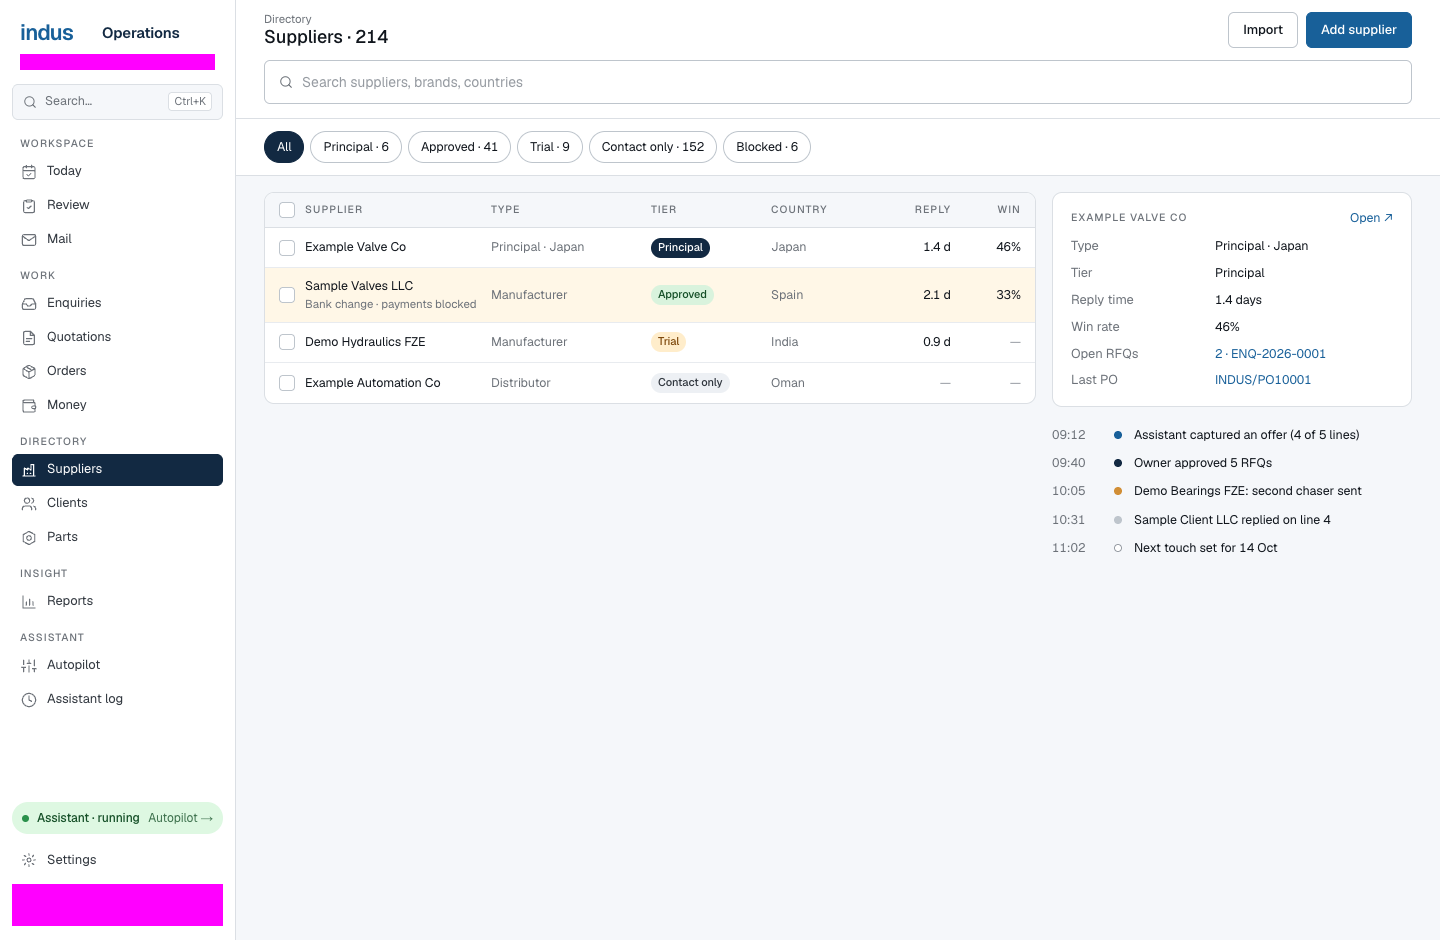 indus Operations
Search... Ctrl+K
WORKSPACE
Today
Review
Mail
WORK
Enquiries
Quotations
Orders
Money
DIRECTORY
Suppliers
Clients
Parts
INSIGHT
Reports
ASSISTANT
Autopilot
Assistant log
Assistant · running Autopilot →
Settings
Directory
Suppliers · 214
Import Add supplier
Search suppliers, brands, countries
All Principal · 6 Approved · 41 Trial · 9 Contact only · 152 Blocked · 6
SUPPLIER TYPE TIER COUNTRY REPLY WIN
Example Valve Co Principal · Japan Principal Japan 1.4 d 46%
Sample Valves LLC
Bank change · payments blocked Manufacturer Approved Spain 2.1 d 33%
Demo Hydraulics FZE Manufacturer Trial India 0.9 d —
Example Automation Co Distributor Contact only Oman — —
EXAMPLE VALVE CO Open ↗
Type Principal · Japan
Tier Principal
Reply time 1.4 days
Win rate 46%
Open RFQs 2 · ENQ-2026-0001
Last PO INDUS/PO10001
09:12 Assistant captured an offer (4 of 5 lines)
09:40 Owner approved 5 RFQs
10:05 Demo Bearings FZE: second chaser sent
10:31 Sample Client LLC replied on line 4
11:02 Next touch set for 14 Oct